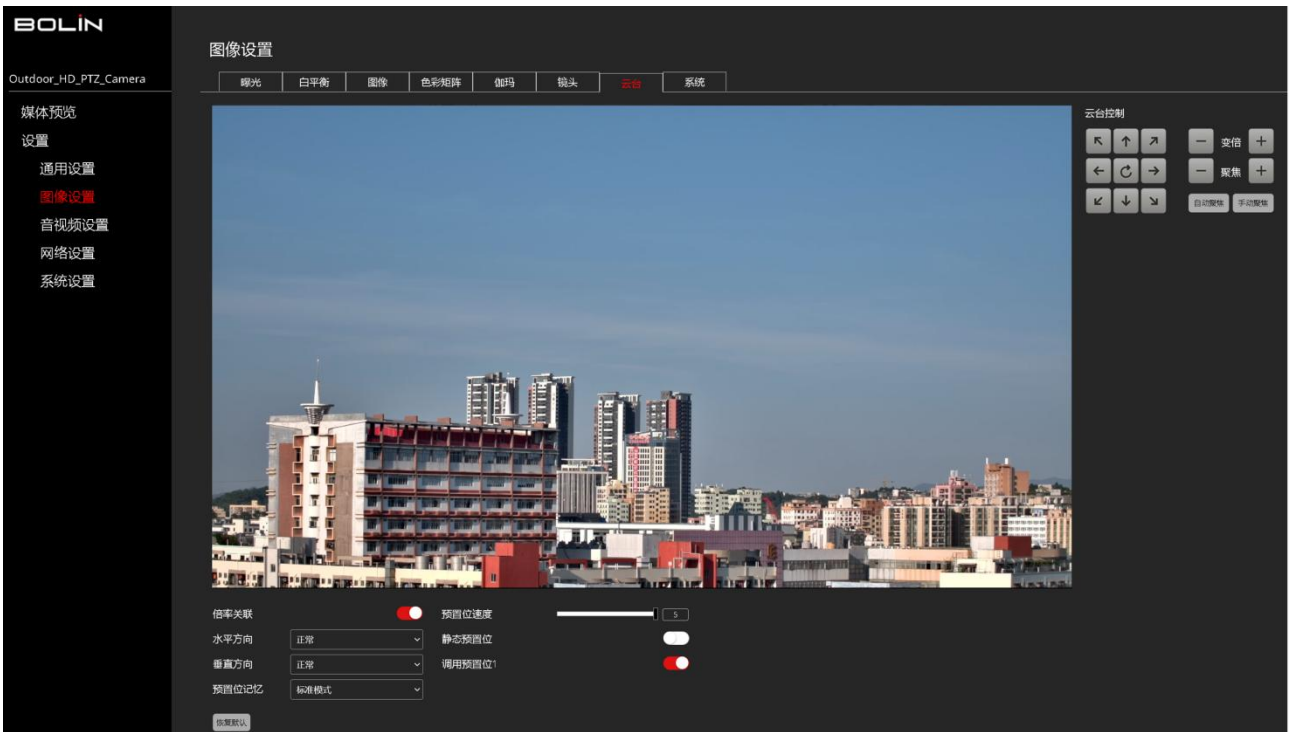 BOLIN
Outdoor_HD_PTZ_Camera
媒体预览
设置
通用设置
图像设置
音视频设置
网络设置
系统设置
图像设置
曝光 白平衡 图像 色彩矩阵 伽玛 镜头 云台 系统
云台控制
变倍
聚焦
自动聚焦 手动聚焦
倍率关联 预置位速度 5
水平方向 正常 静态预置位
垂直方向 正常 调用预置位1
预置位记忆 标准模式
恢复默认